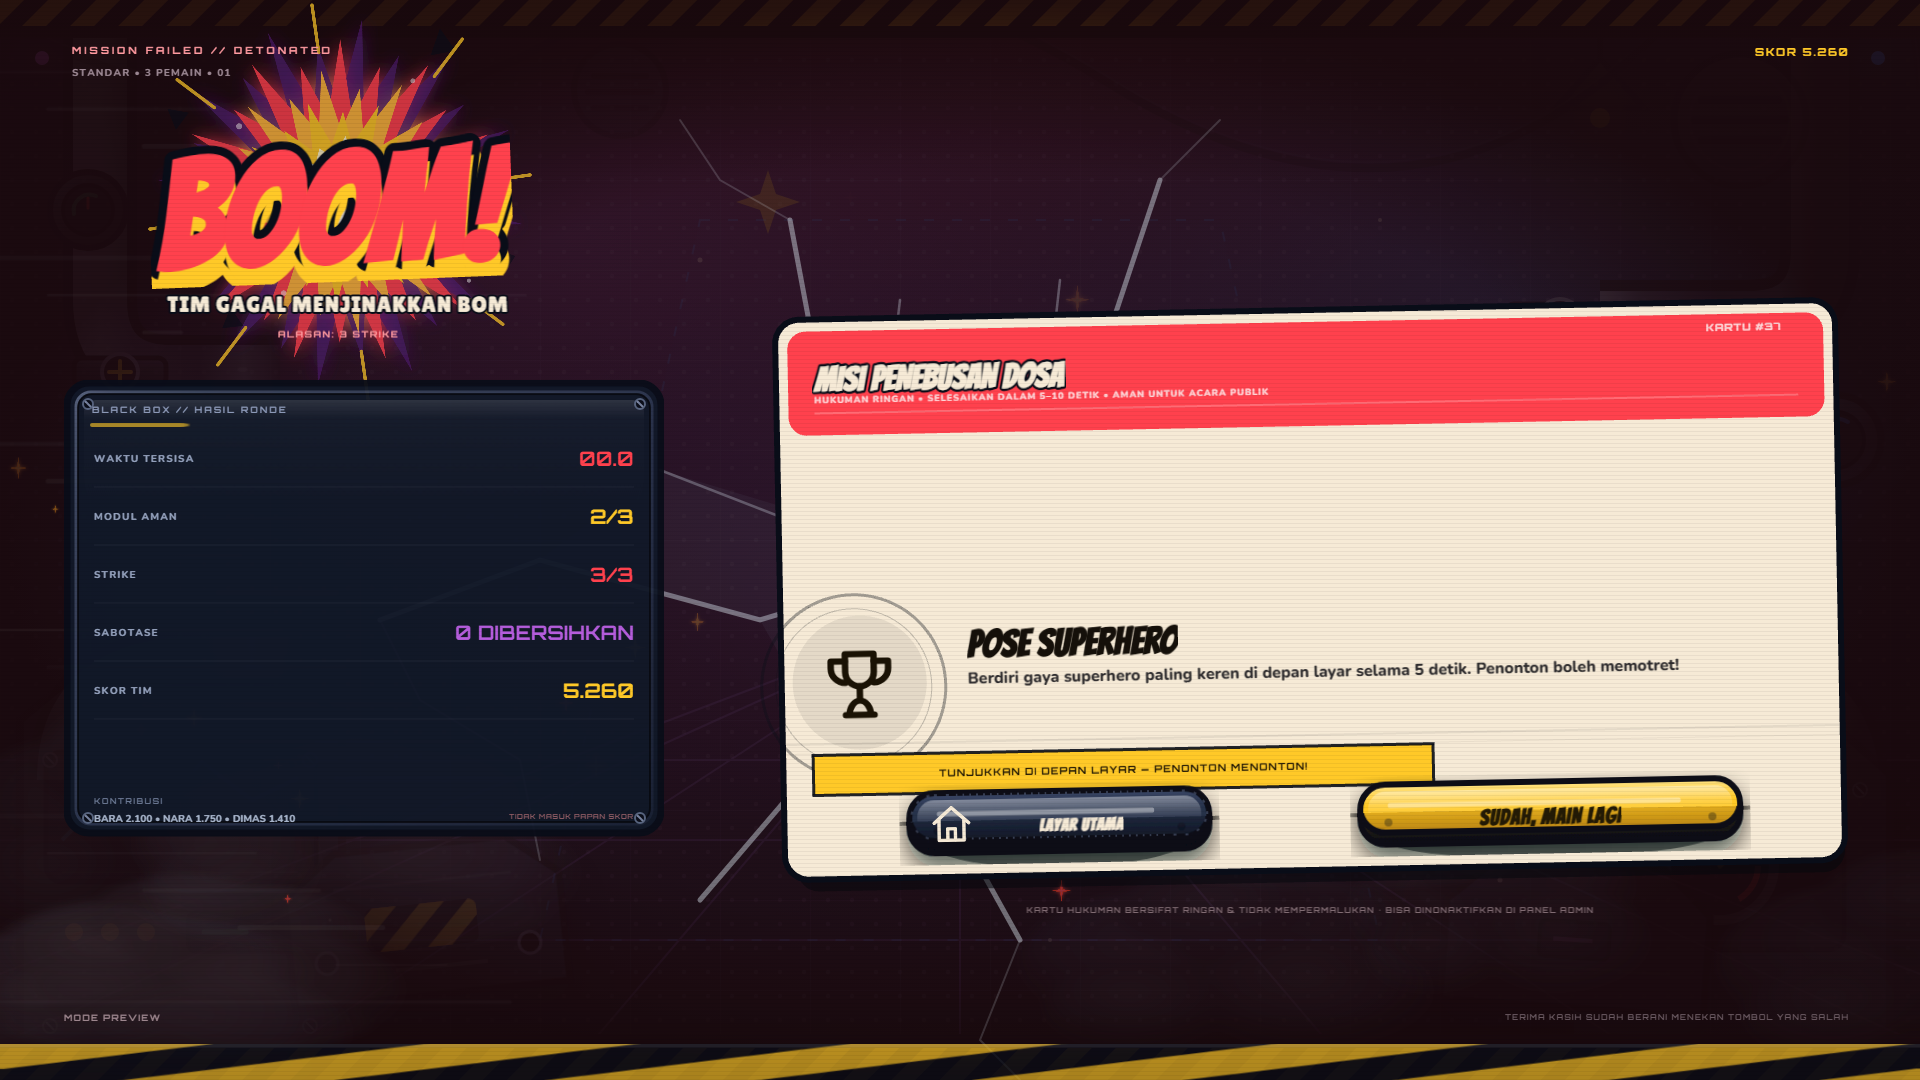 MISSION FAILED // DETONATED
STANDAR • 3 PEMAIN • 01
SKOR 5.260
BOOM!
TIM GAGAL MENJINAKKAN BOM
ALASAN: 3 STRIKE
BLACK BOX // HASIL RONDE
WAKTU TERSISA 00.0
MODUL AMAN 2/3
STRIKE 3/3
SABOTASE 0 DIBERSIHKAN
SKOR TIM 5.260
KONTRIBUSI
BARA 2.100 • NARA 1.750 • DIMAS 1.410
TIDAK MASUK PAPAN SKOR
KARTU #37
MISI PENEBUSAN DOSA
HUKUMAN RINGAN • SELESAIKAN DALAM 5–10 DETIK • AMAN UNTUK ACARA PUBLIK
POSE SUPERHERO
Berdiri gaya superhero paling keren di depan layar selama 5 detik. Penonton boleh memotret!
TUNJUKKAN DI DEPAN LAYAR — PENONTON MENONTON!
LAYAR UTAMA
SUDAH, MAIN LAGI
KARTU HUKUMAN BERSIFAT RINGAN & TIDAK MEMPERMALUKAN · BISA DINONAKTIFKAN DI PANEL ADMIN
MODE PREVIEW
TERIMA KASIH SUDAH BERANI MENEKAN TOMBOL YANG SALAH